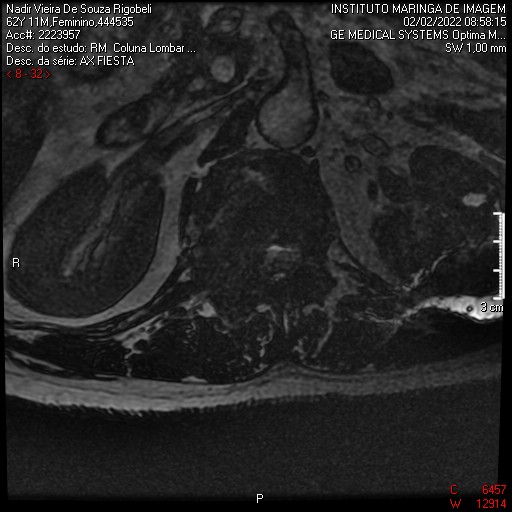 Nadir Vieira De Souza Rigobeli
62Y 11M,Feminino,444535
Acc#: 2223957
Desc. do estudo: RM Coluna Lombar ...
Desc. da série: AX FIESTA
< 8 - 32 >
INSTITUTO MARINGA DE IMAGEM
02/02/2022 08:58:15
GE MEDICAL SYSTEMS Optima M...
SW 1,00 mm
R
3 cm
P
C 6457
W 12914